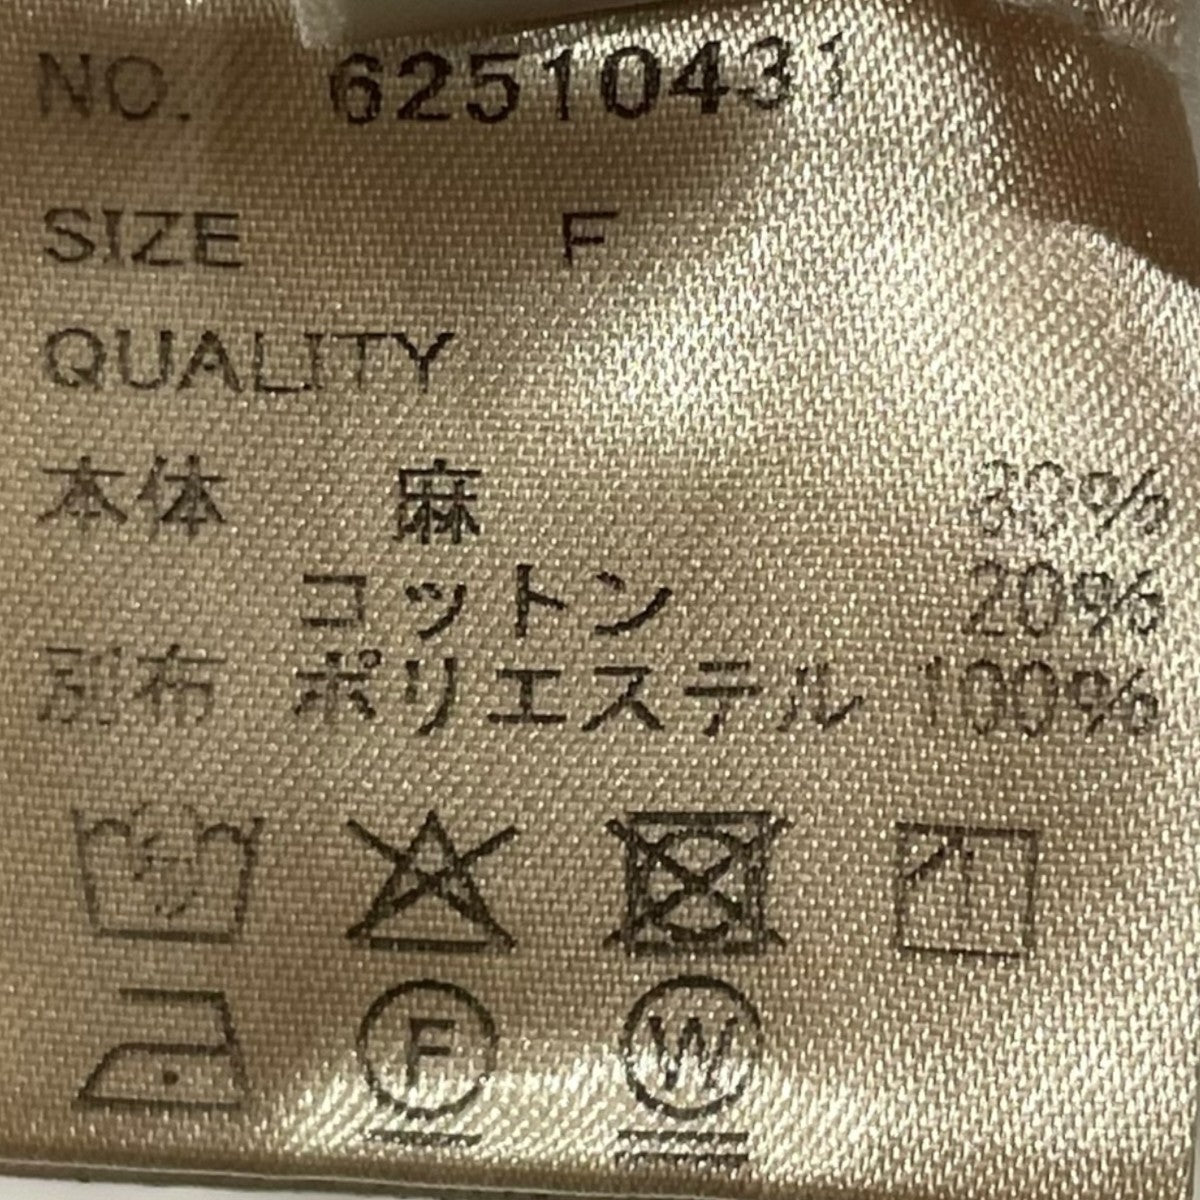 NO. 62510431
SIZE F
QUALITY
本体 麻 80%
コットン 20%
別布 ポリエステル 100%
F W